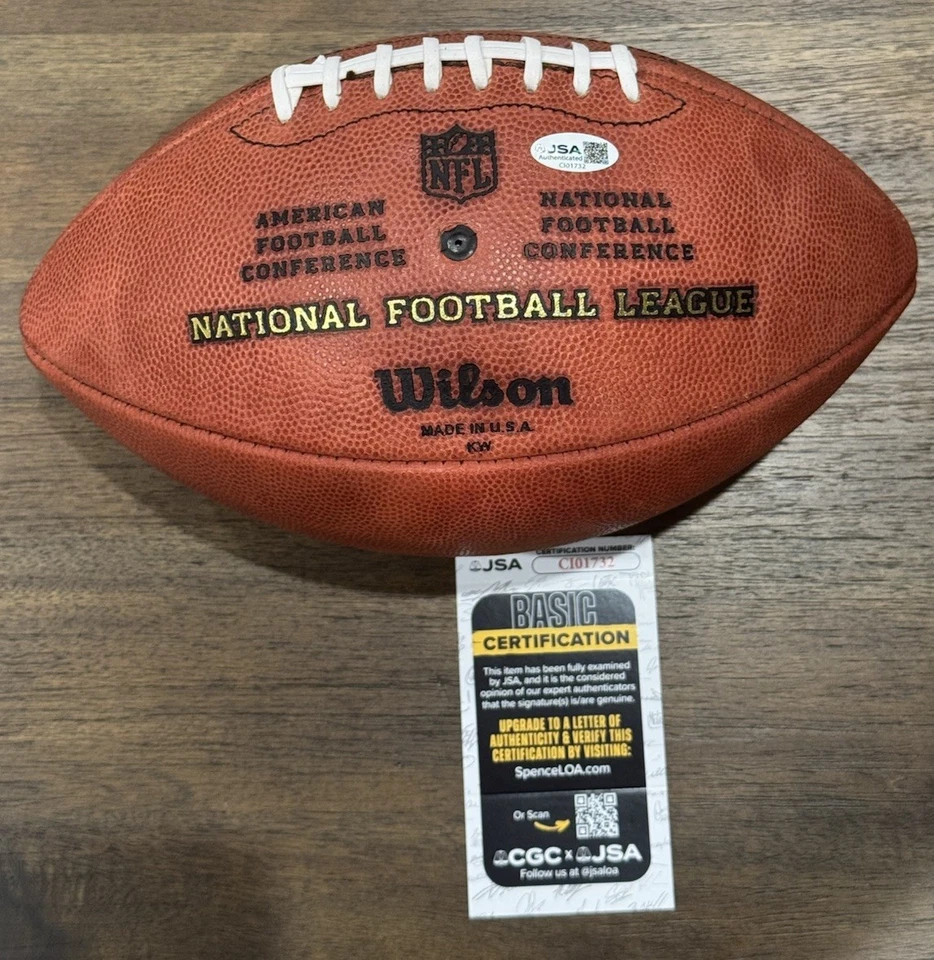 NFL
JSA
Authenticated
CI01732
AMERICAN
FOOTBALL
CONFERENCE
NATIONAL
FOOTBALL
CONFERENCE
NATIONAL FOOTBALL LEAGUE
Wilson
MADE IN U.S.A.
KW
JSA
CERTIFICATION NUMBER
CI01732
BASIC
CERTIFICATION
This item has been fully examined
by JSA, and it is the considered
opinion of our expert authenticators
that the signature(s) is/are genuine.
UPGRADE TO A LETTER OF
AUTHENTICITY & VERIFY THIS
CERTIFICATION BY VISITING:
SpenceLOA.com
Or Scan
CGC x JSA
Follow us at @jsaloa